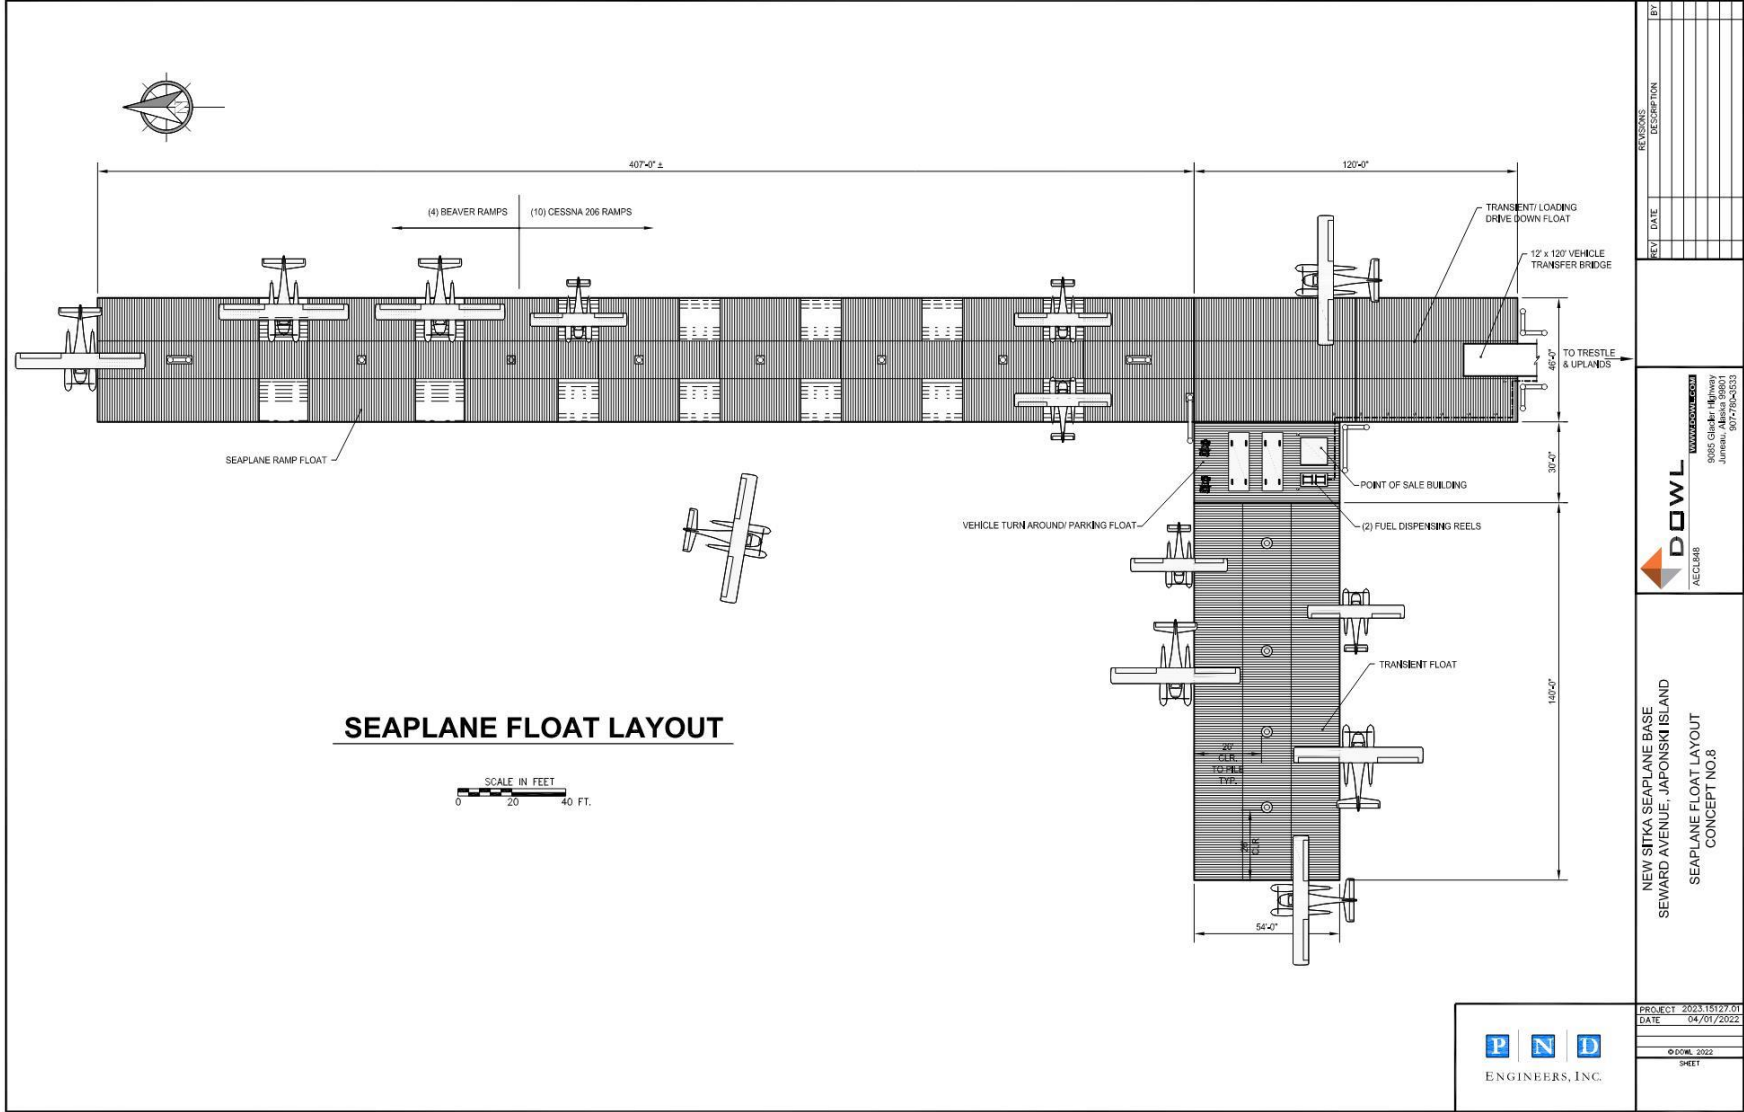 407'-0" ±
120'-0"
(4) BEAVER RAMPS
(10) CESSNA 206 RAMPS
TRANSIENT/ LOADING
DRIVE DOWN FLOAT
12' x 120' VEHICLE
TRANSFER BRIDGE
46'-0"
TO TRESTLE
& UPLANDS
SEAPLANE RAMP FLOAT
30'-0"
POINT OF SALE BUILDING
VEHICLE TURN AROUND/ PARKING FLOAT
(2) FUEL DISPENSING REELS
TRANSIENT FLOAT
140'-0"
20'
CLR.
TO PILE
TYP.
CLR
54'-0"
SEAPLANE FLOAT LAYOUT
SCALE IN FEET
0 20 40 FT.
REVISIONS
REV DATE DESCRIPTION BY
DOWL
WWW.DOWL.COM
9085 Glacier Highway
Juneau, Alaska 99801
907-780-3533
AECL848
NEW SITKA SEAPLANE BASE
SEWARD AVENUE, JAPONSKI ISLAND
SEAPLANE FLOAT LAYOUT
CONCEPT NO.8
PROJECT 2023.15127.01
DATE 04/01/2022
© DOWL 2022
SHEET
P N D
ENGINEERS, INC.